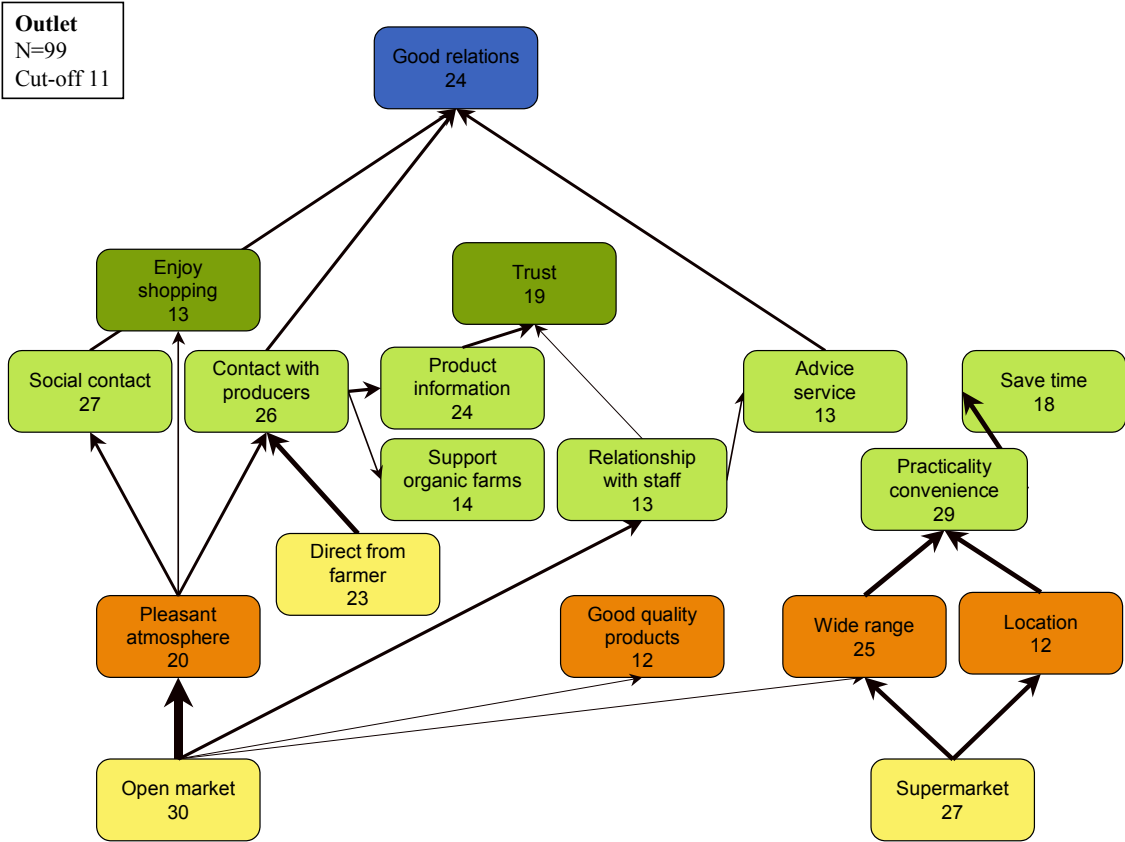 Outlet
N=99
Cut-off 11
Good relations
24
Enjoy
shopping
13
Trust
19
Social contact
27
Contact with
producers
26
Product
information
24
Advice
service
13
Save time
18
Support
organic farms
14
Relationship
with staff
13
Practicality
convenience
29
Direct from
farmer
23
Pleasant
atmosphere
20
Good quality
products
12
Wide range
25
Location
12
Open market
30
Supermarket
27